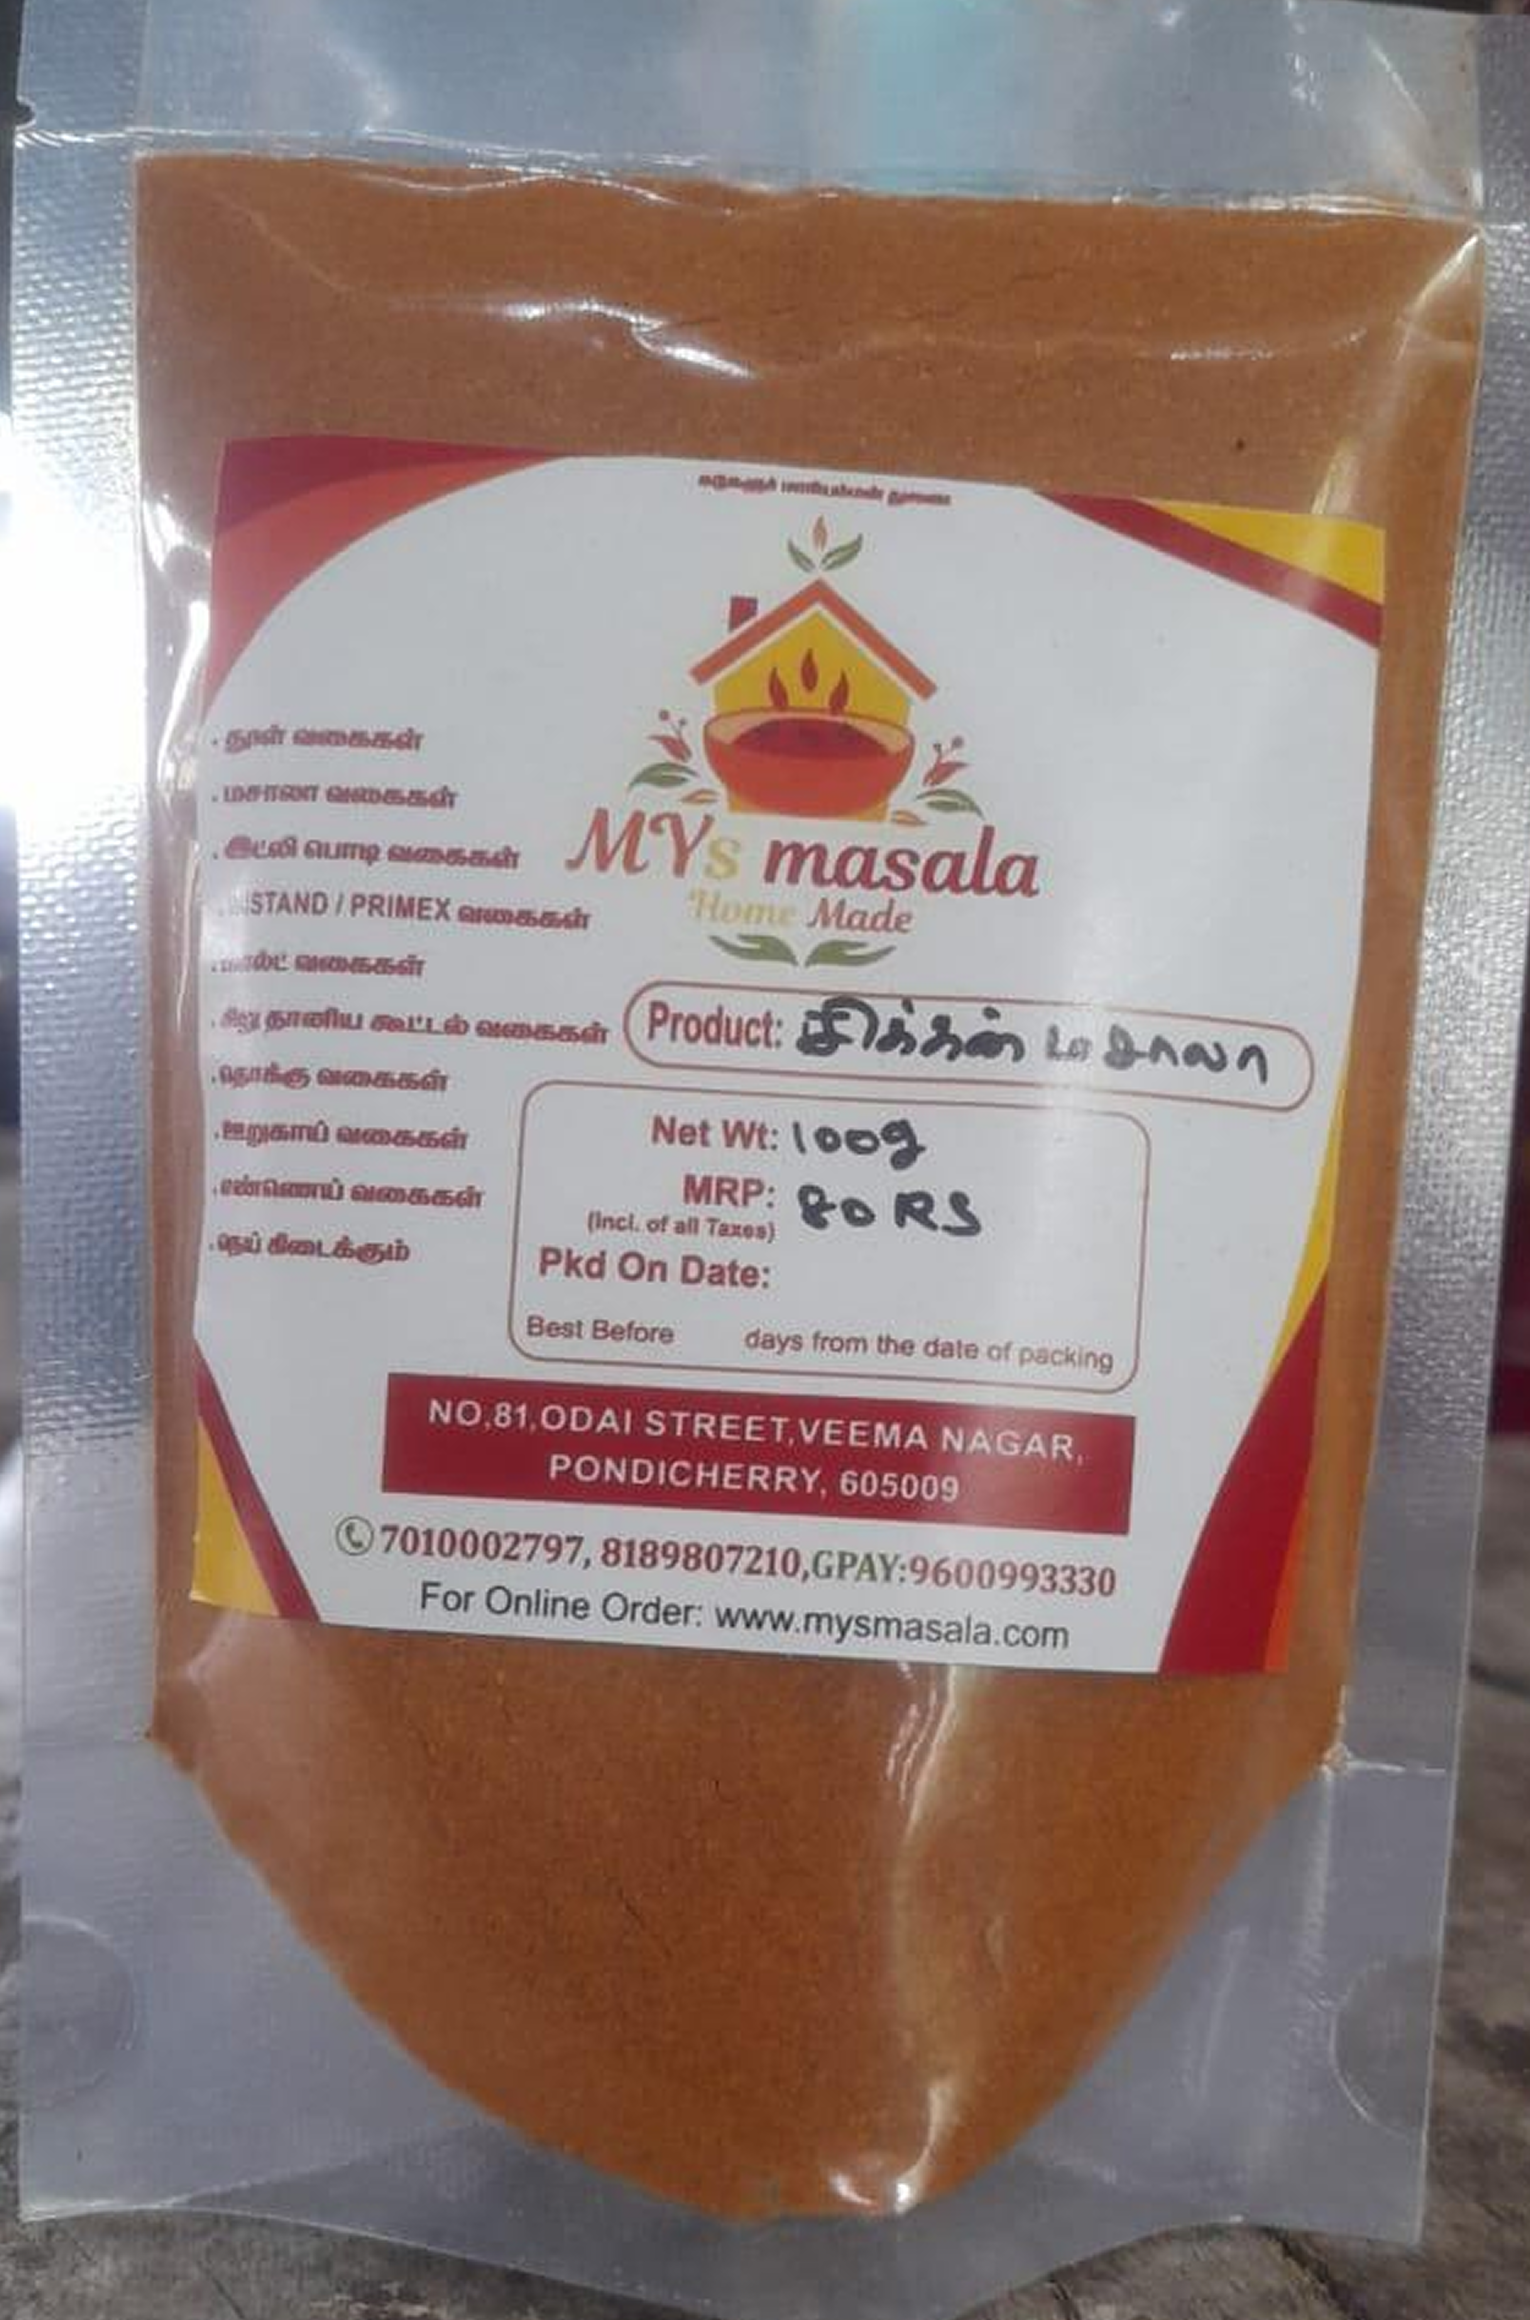 . தூள் வகைகள்
. மசாலா வகைகள்
. இட்லி பொடி வகைகள்
STAND / PRIMEX வகைகள்
வகைகள்
. சிறு தானிய கூட்டல் வகைகள்
. தொக்கு வகைகள்
. ஊறுகாய் வகைகள்
. எண்ணெய் வகைகள்
. நெய் கிடைக்கும்
MYs masala
Home Made
Product: சிக்கன் மசாலா
Net Wt: 100g
MRP: 80 RS
(Incl. of all Taxes)
Pkd On Date:
Best Before days from the date of packing
NO,81,ODAI STREET,VEEMA NAGAR,
PONDICHERRY, 605009
7010002797, 8189807210,GPAY:9600993330
For Online Order: www.mysmasala.com